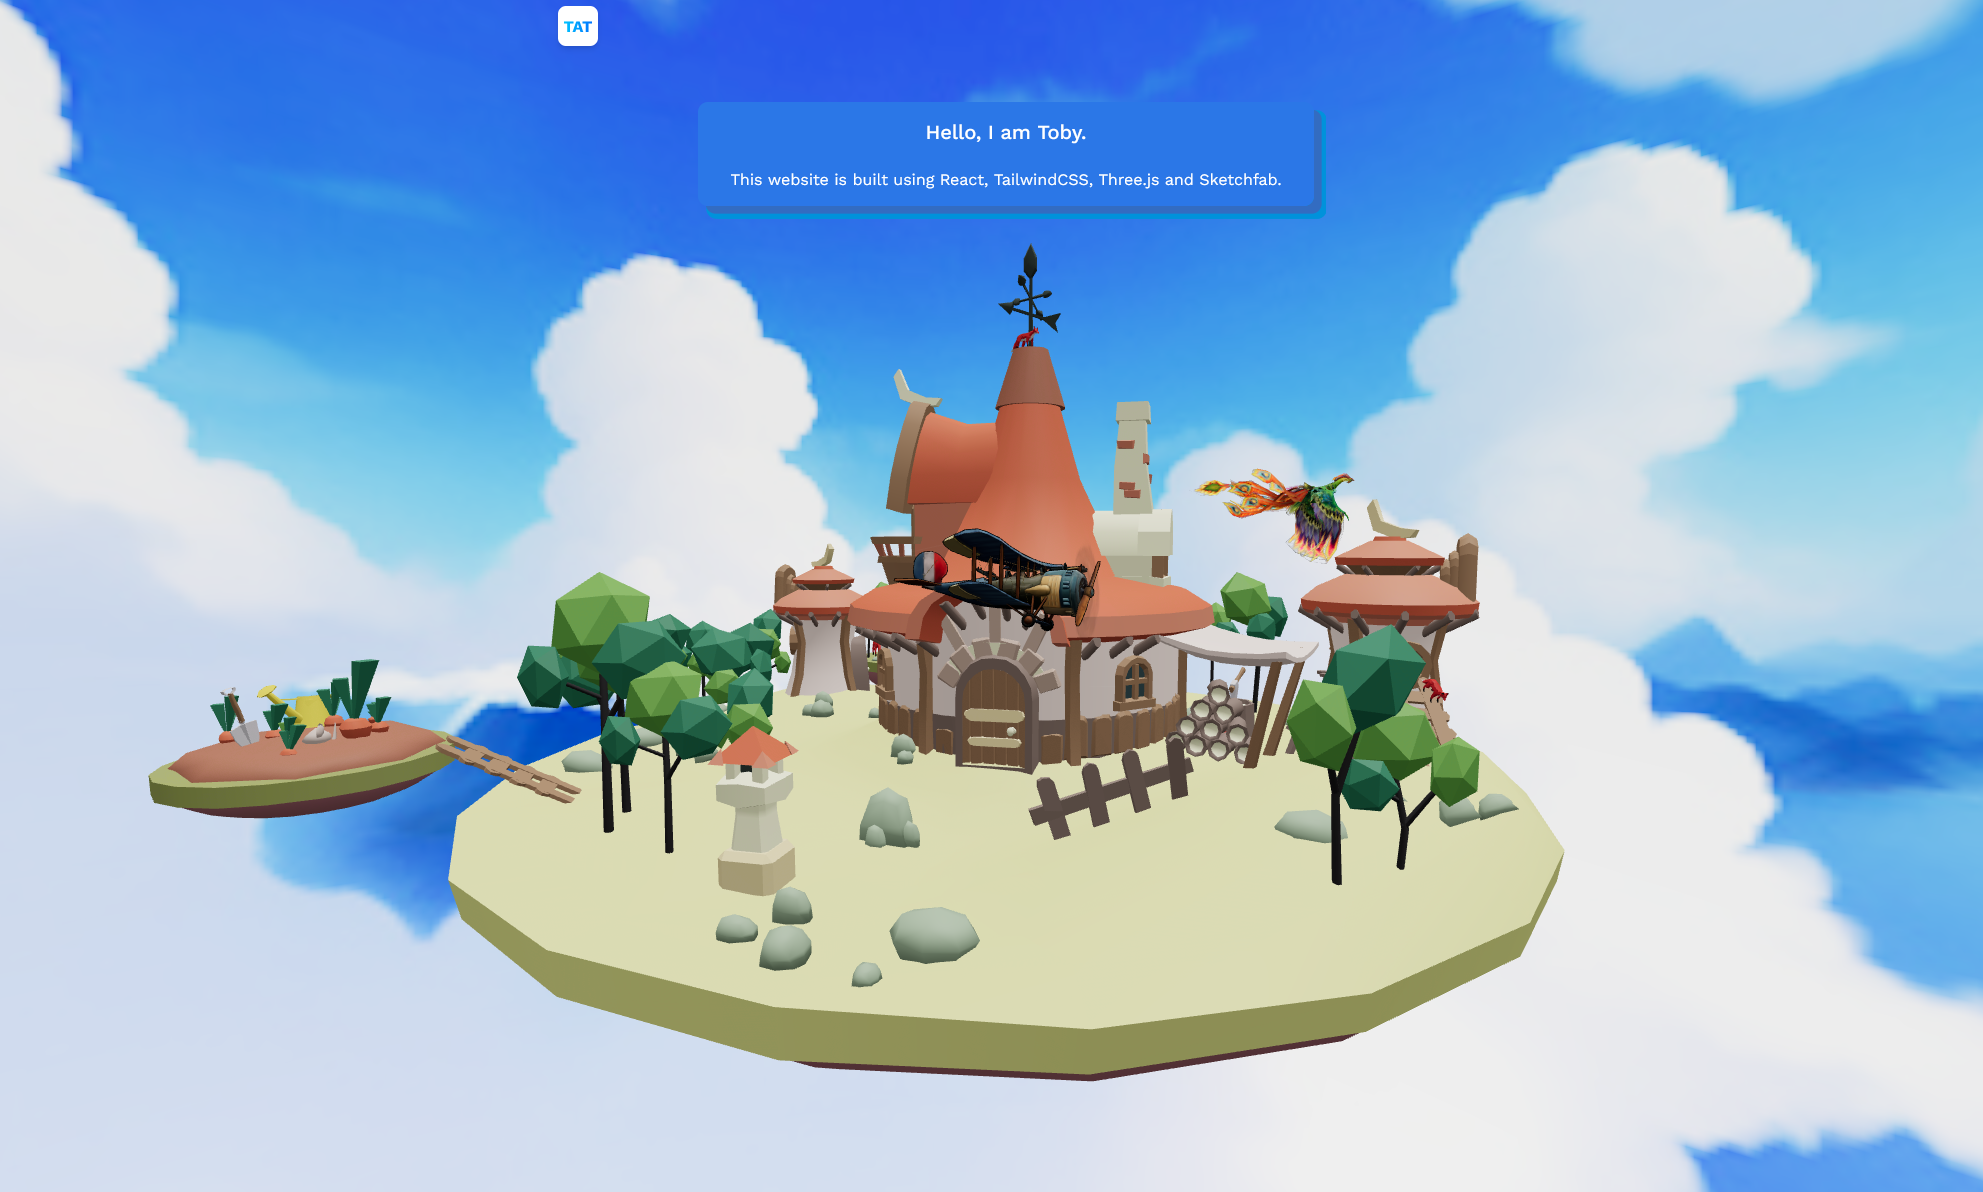 TAT
Hello, I am Toby.
This website is built using React, TailwindCSS, Three.js and Sketchfab.